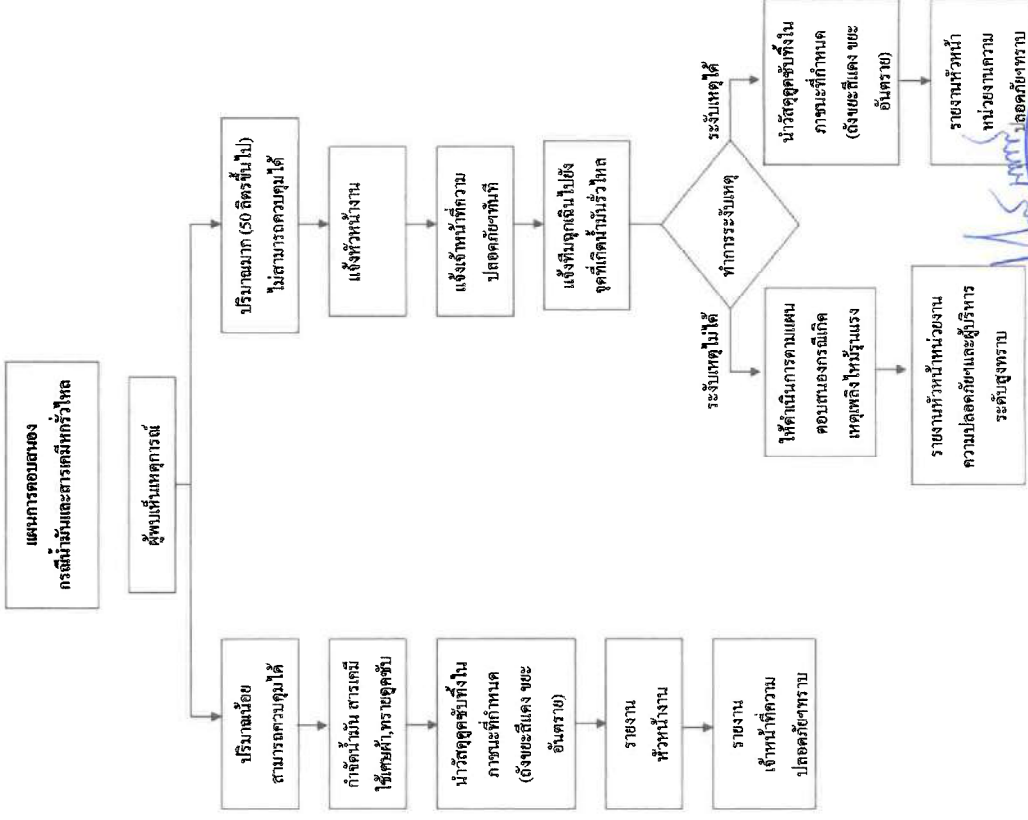 แผนการตอบสนอง
กรณีน้ำมันและสารเคมีหกรั่วไหล
ผู้พบเห็นเหตุการณ์
ปริมาณน้อย
สามารถควบคุมได้
กำจัดน้ำมัน สารเคมี
ใช้เศษผ้า,ทรายดูดซับ
นำวัสดุดูดซับทิ้งใน
ภาชนะที่กำหนด
(ถังขยะสีแดง ขยะ
อันตราย)
รายงาน
หัวหน้างาน
รายงาน
เจ้าหน้าที่ความ
ปลอดภัยฯทราบ
ปริมาณมาก (50 ลิตรขึ้นไป)
ไม่สามารถควบคุมได้
แจ้งหัวหน้างาน
แจ้งเจ้าหน้าที่ความ
ปลอดภัยฯทันที
แจ้งทีมฉุกเฉินไปยัง
จุดที่เกิดน้ำมันรั่วไหล
ทำการระงับเหตุ
ระงับเหตุไม่ได้
ให้ดำเนินการตามแผน
ตอบสนองกรณีเกิด
เหตุเพลิงไหม้รุนแรง
รายงานหัวหน้าหน่วยงาน
ความปลอดภัยฯและผู้บริหาร
ระดับสูงทราบ
ระงับเหตุได้
นำวัสดุดูดซับทิ้งใน
ภาชนะที่กำหนด
(ถังขยะสีแดง ขยะ
อันตราย)
รายงานหัวหน้า
หน่วยงานความ
ปลอดภัยฯทราบ